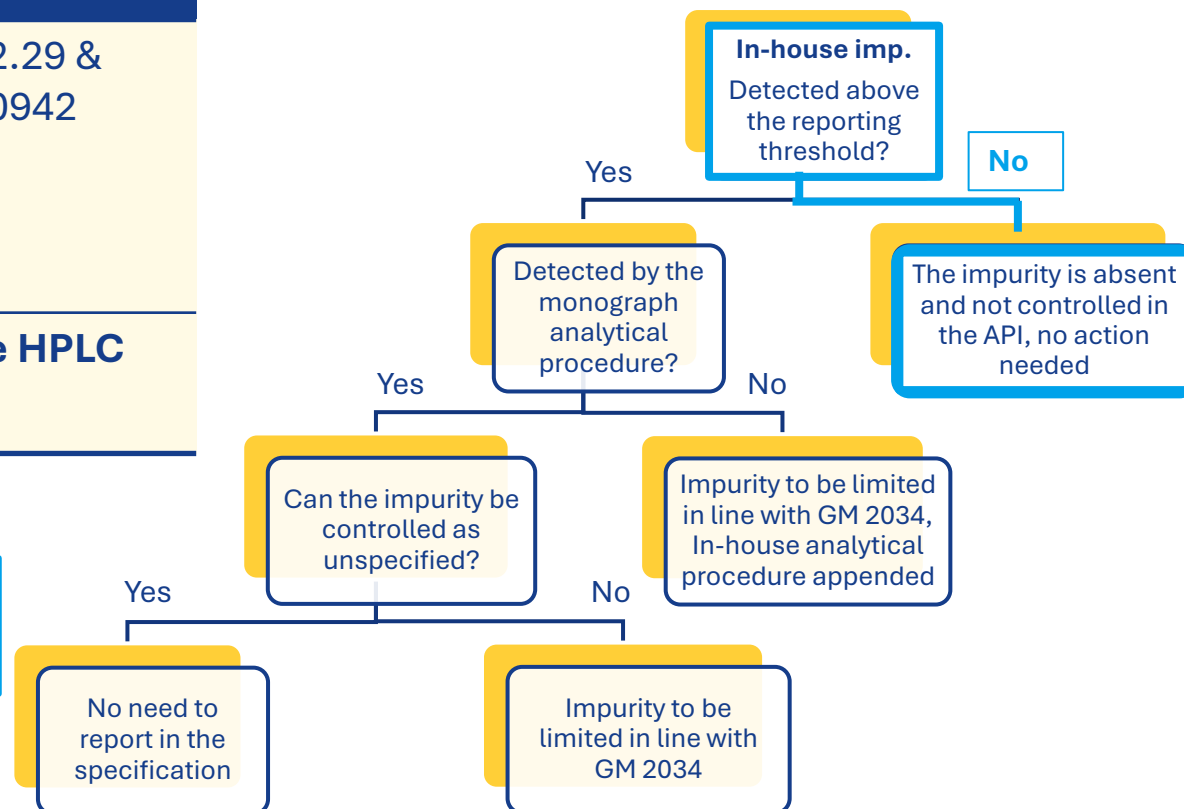 2.29 &
0942
HPLC
In-house imp.
Detected above
the reporting
threshold?
Yes
No
Detected by the
monograph
analytical
procedure?
The impurity is absent
and not controlled in
the API, no action
needed
Yes
No
Can the impurity be
controlled as
unspecified?
Impurity to be limited
in line with GM 2034,
In-house analytical
procedure appended
Yes
No
No need to
report in the
specification
Impurity to be
limited in line with
GM 2034